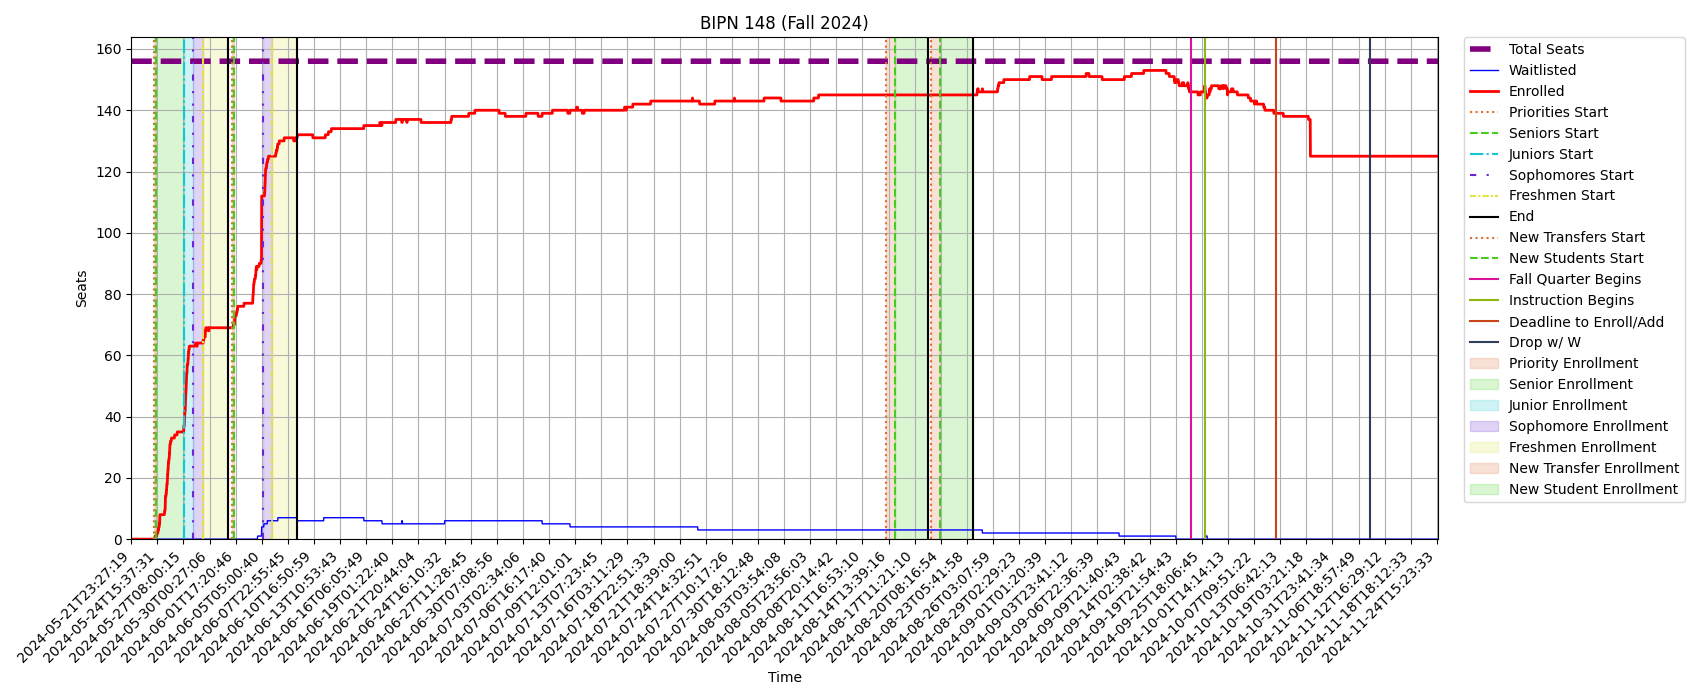 BIPN 148 (Fall 2024)
160
140
120
100
80
60
40
20
0
Seats
2024-05-21T23:27:19
2024-05-24T15:37:31
2024-05-27T08:00:15
2024-05-30T00:27:06
2024-06-01T17:20:46
2024-06-05T05:00:40
2024-06-07T22:55:45
2024-06-10T16:50:59
2024-06-13T10:53:43
2024-06-16T06:05:49
2024-06-19T01:22:40
2024-06-21T20:44:04
2024-06-24T16:10:32
2024-06-27T11:28:45
2024-06-30T07:08:56
2024-07-03T02:34:06
2024-07-06T16:17:40
2024-07-09T12:01:01
2024-07-13T07:23:45
2024-07-16T03:11:29
2024-07-18T22:51:33
2024-07-21T18:39:00
2024-07-24T14:32:51
2024-07-27T10:17:26
2024-07-30T18:12:48
2024-08-03T03:54:08
2024-08-05T23:56:03
2024-08-08T20:14:42
2024-08-11T16:53:10
2024-08-14T13:39:16
2024-08-17T11:21:10
2024-08-20T08:16:54
2024-08-23T05:41:58
2024-08-26T03:07:59
2024-08-29T02:29:23
2024-09-01T01:20:39
2024-09-03T23:41:12
2024-09-06T22:36:39
2024-09-09T21:40:43
2024-09-14T02:38:42
2024-09-19T21:54:43
2024-09-25T18:06:45
2024-10-01T14:14:13
2024-10-07T09:51:22
2024-10-13T06:42:13
2024-10-19T03:21:18
2024-10-31T23:41:34
2024-11-06T18:57:49
2024-11-12T16:29:12
2024-11-18T18:12:33
2024-11-24T15:23:33
Time
Total Seats
Waitlisted
Enrolled
Priorities Start
Seniors Start
Juniors Start
Sophomores Start
Freshmen Start
End
New Transfers Start
New Students Start
Fall Quarter Begins
Instruction Begins
Deadline to Enroll/Add
Drop w/ W
Priority Enrollment
Senior Enrollment
Junior Enrollment
Sophomore Enrollment
Freshmen Enrollment
New Transfer Enrollment
New Student Enrollment